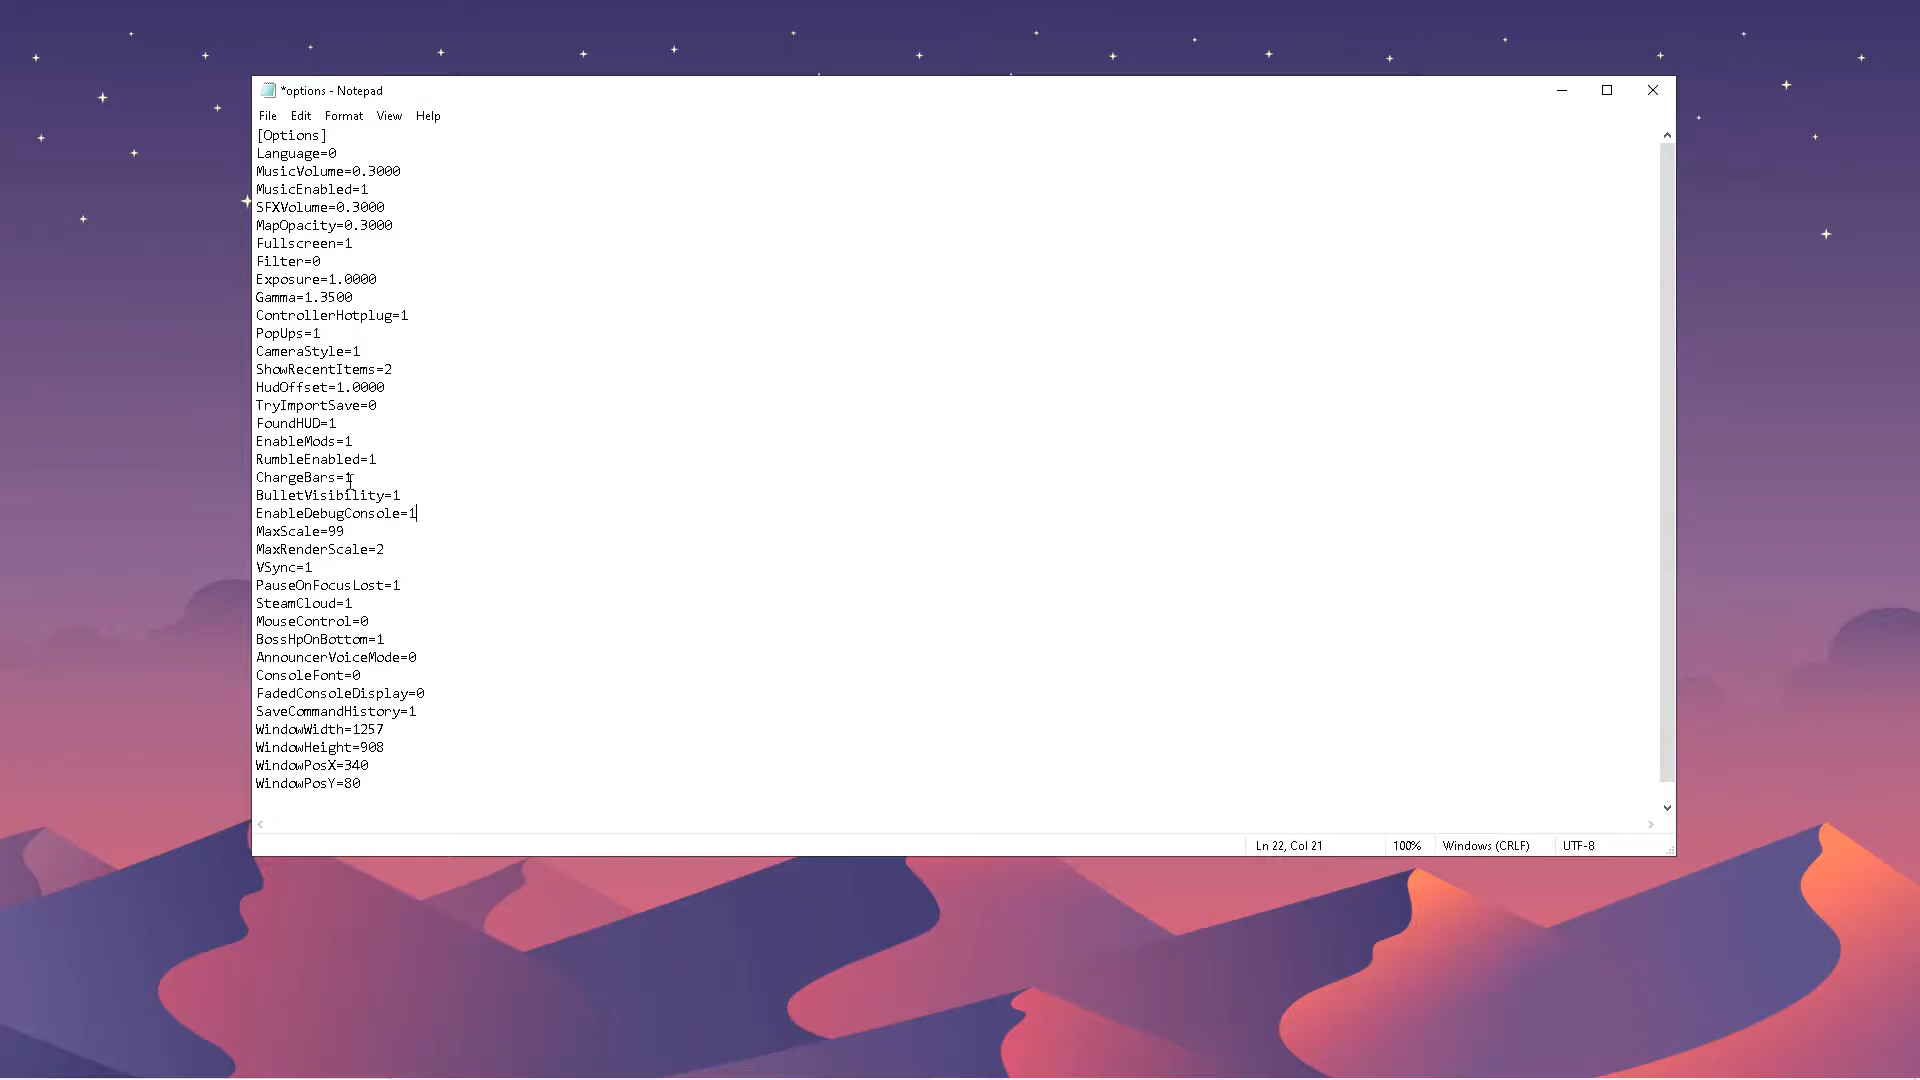 *options - Notepad
File Edit Format View Help
[Options]
Language=0
MusicVolume=0.3000
MusicEnabled=1
SFXVolume=0.3000
MapOpacity=0.3000
Fullscreen=1
Filter=0
Exposure=1.0000
Gamma=1.3500
ControllerHotplug=1
PopUps=1
CameraStyle=1
ShowRecentItems=2
HudOffset=1.0000
TryImportSave=0
FoundHUD=1
EnableMods=1
RumbleEnabled=1
ChargeBars=1
BulletVisibility=1
EnableDebugConsole=1
MaxScale=99
MaxRenderScale=2
VSync=1
PauseOnFocusLost=1
SteamCloud=1
MouseControl=0
BossHpOnBottom=1
AnnouncerVoiceMode=0
ConsoleFont=0
FadedConsoleDisplay=0
SaveCommandHistory=1
WindowWidth=1257
WindowHeight=908
WindowPosX=340
WindowPosY=80
Ln 22, Col 21 100% Windows (CRLF) UTF-8